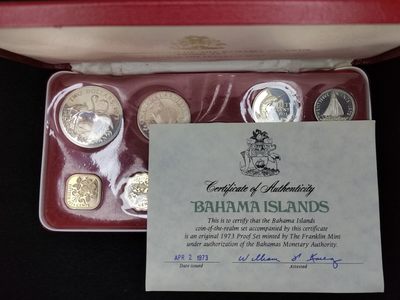 TWO DOLLARS
Certificate of Authenticity
BAHAMA ISLANDS
This is to certify that the Bahama Islands
coin-of-the-realm set accompanied by this certificate
is an original 1973 Proof Set minted by The Franklin Mint
under authorization of the Bahamas Monetary Authority.
APR 2 1973
Date issued
Attested